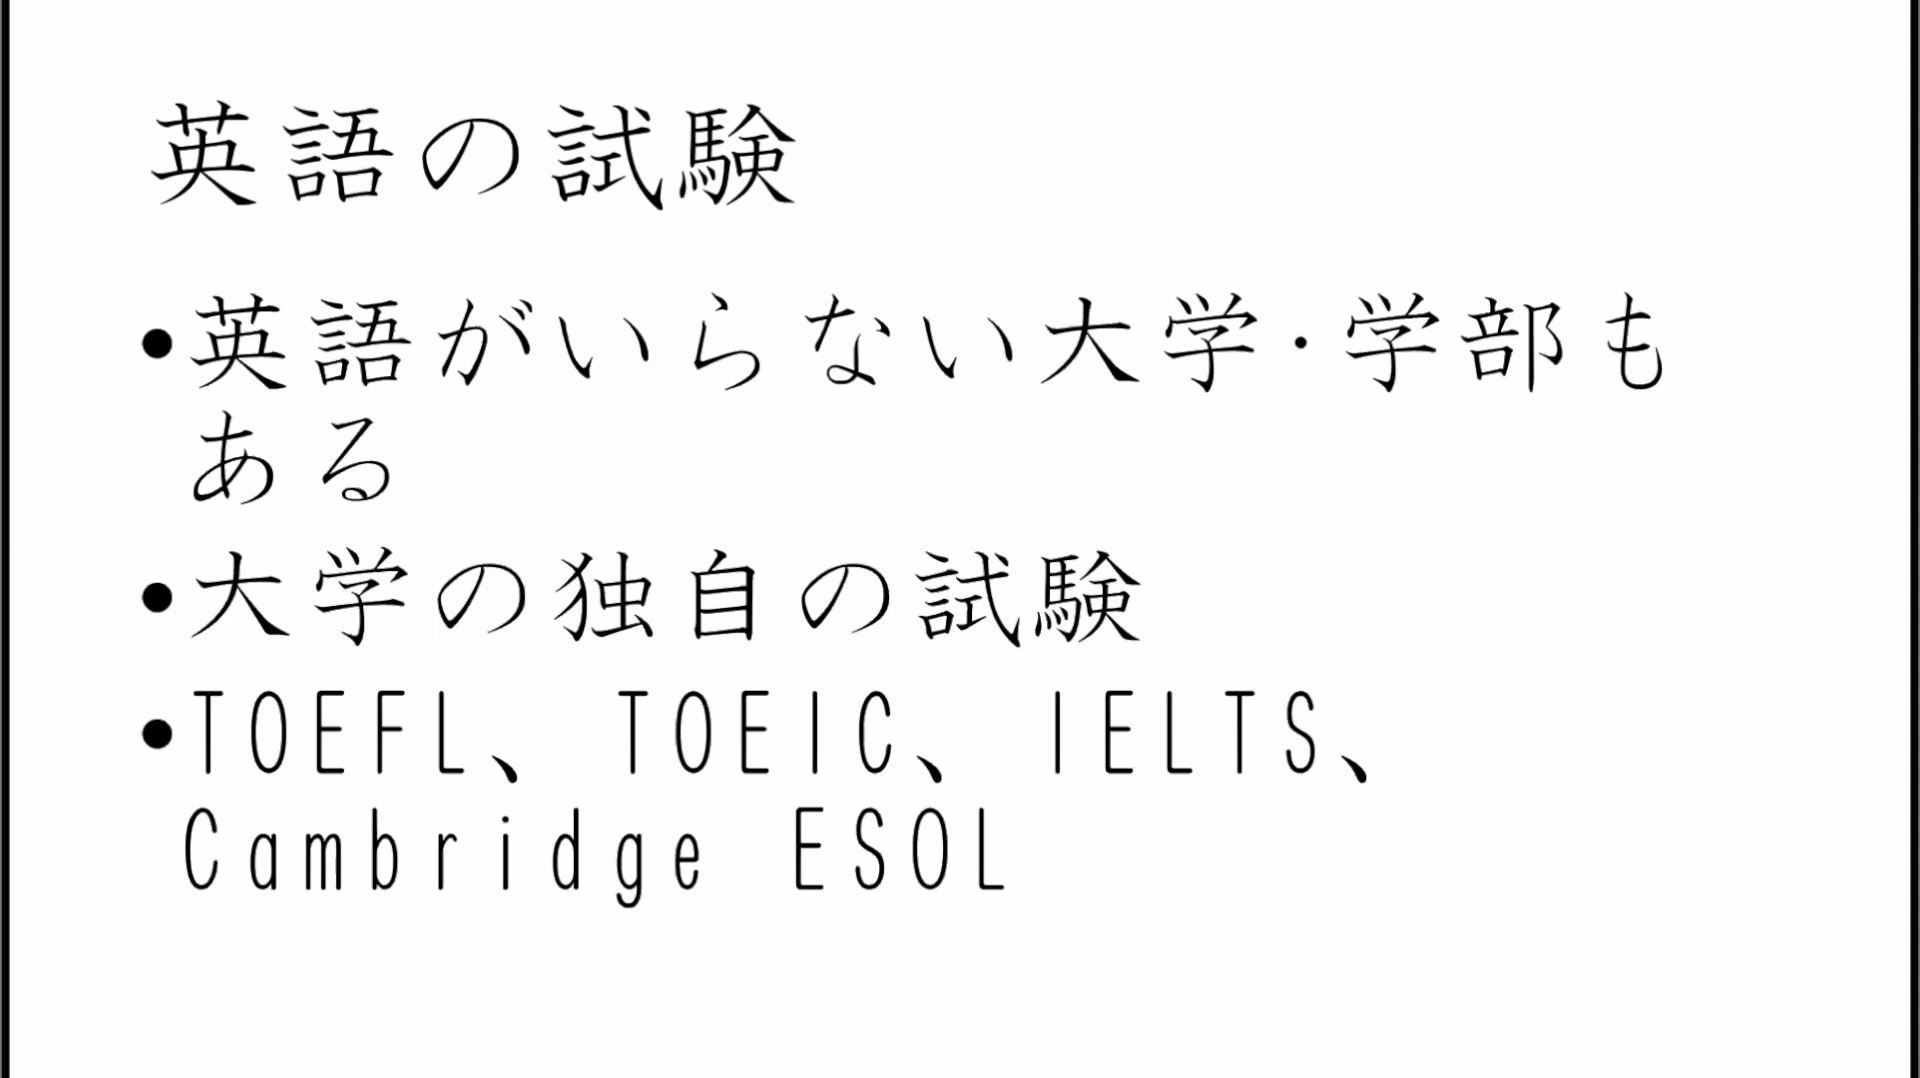 英語の試験
•英語がいらない大学・学部も
ある
•大学の独自の試験
•TOEFL、TOEIC、IELTS、
Cambridge ESOL